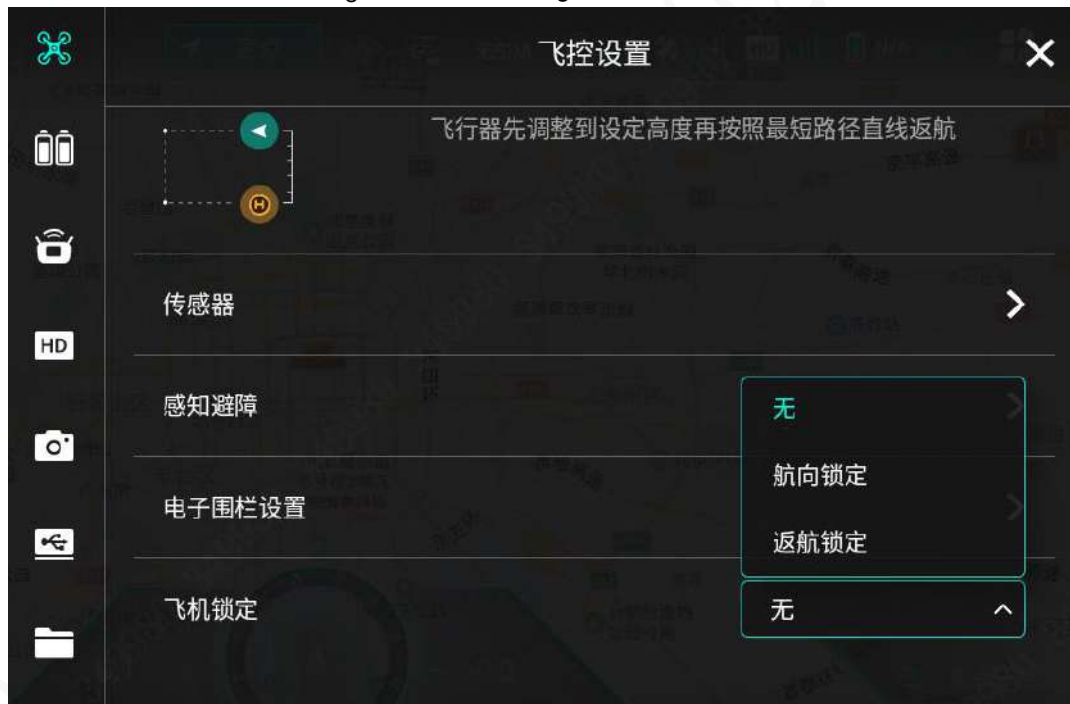 飞控设置
飞行器先调整到设定高度再按照最短路径直线返航
H
传感器
HD
感知避障
无
航向锁定
电子围栏设置
返航锁定
飞机锁定
无